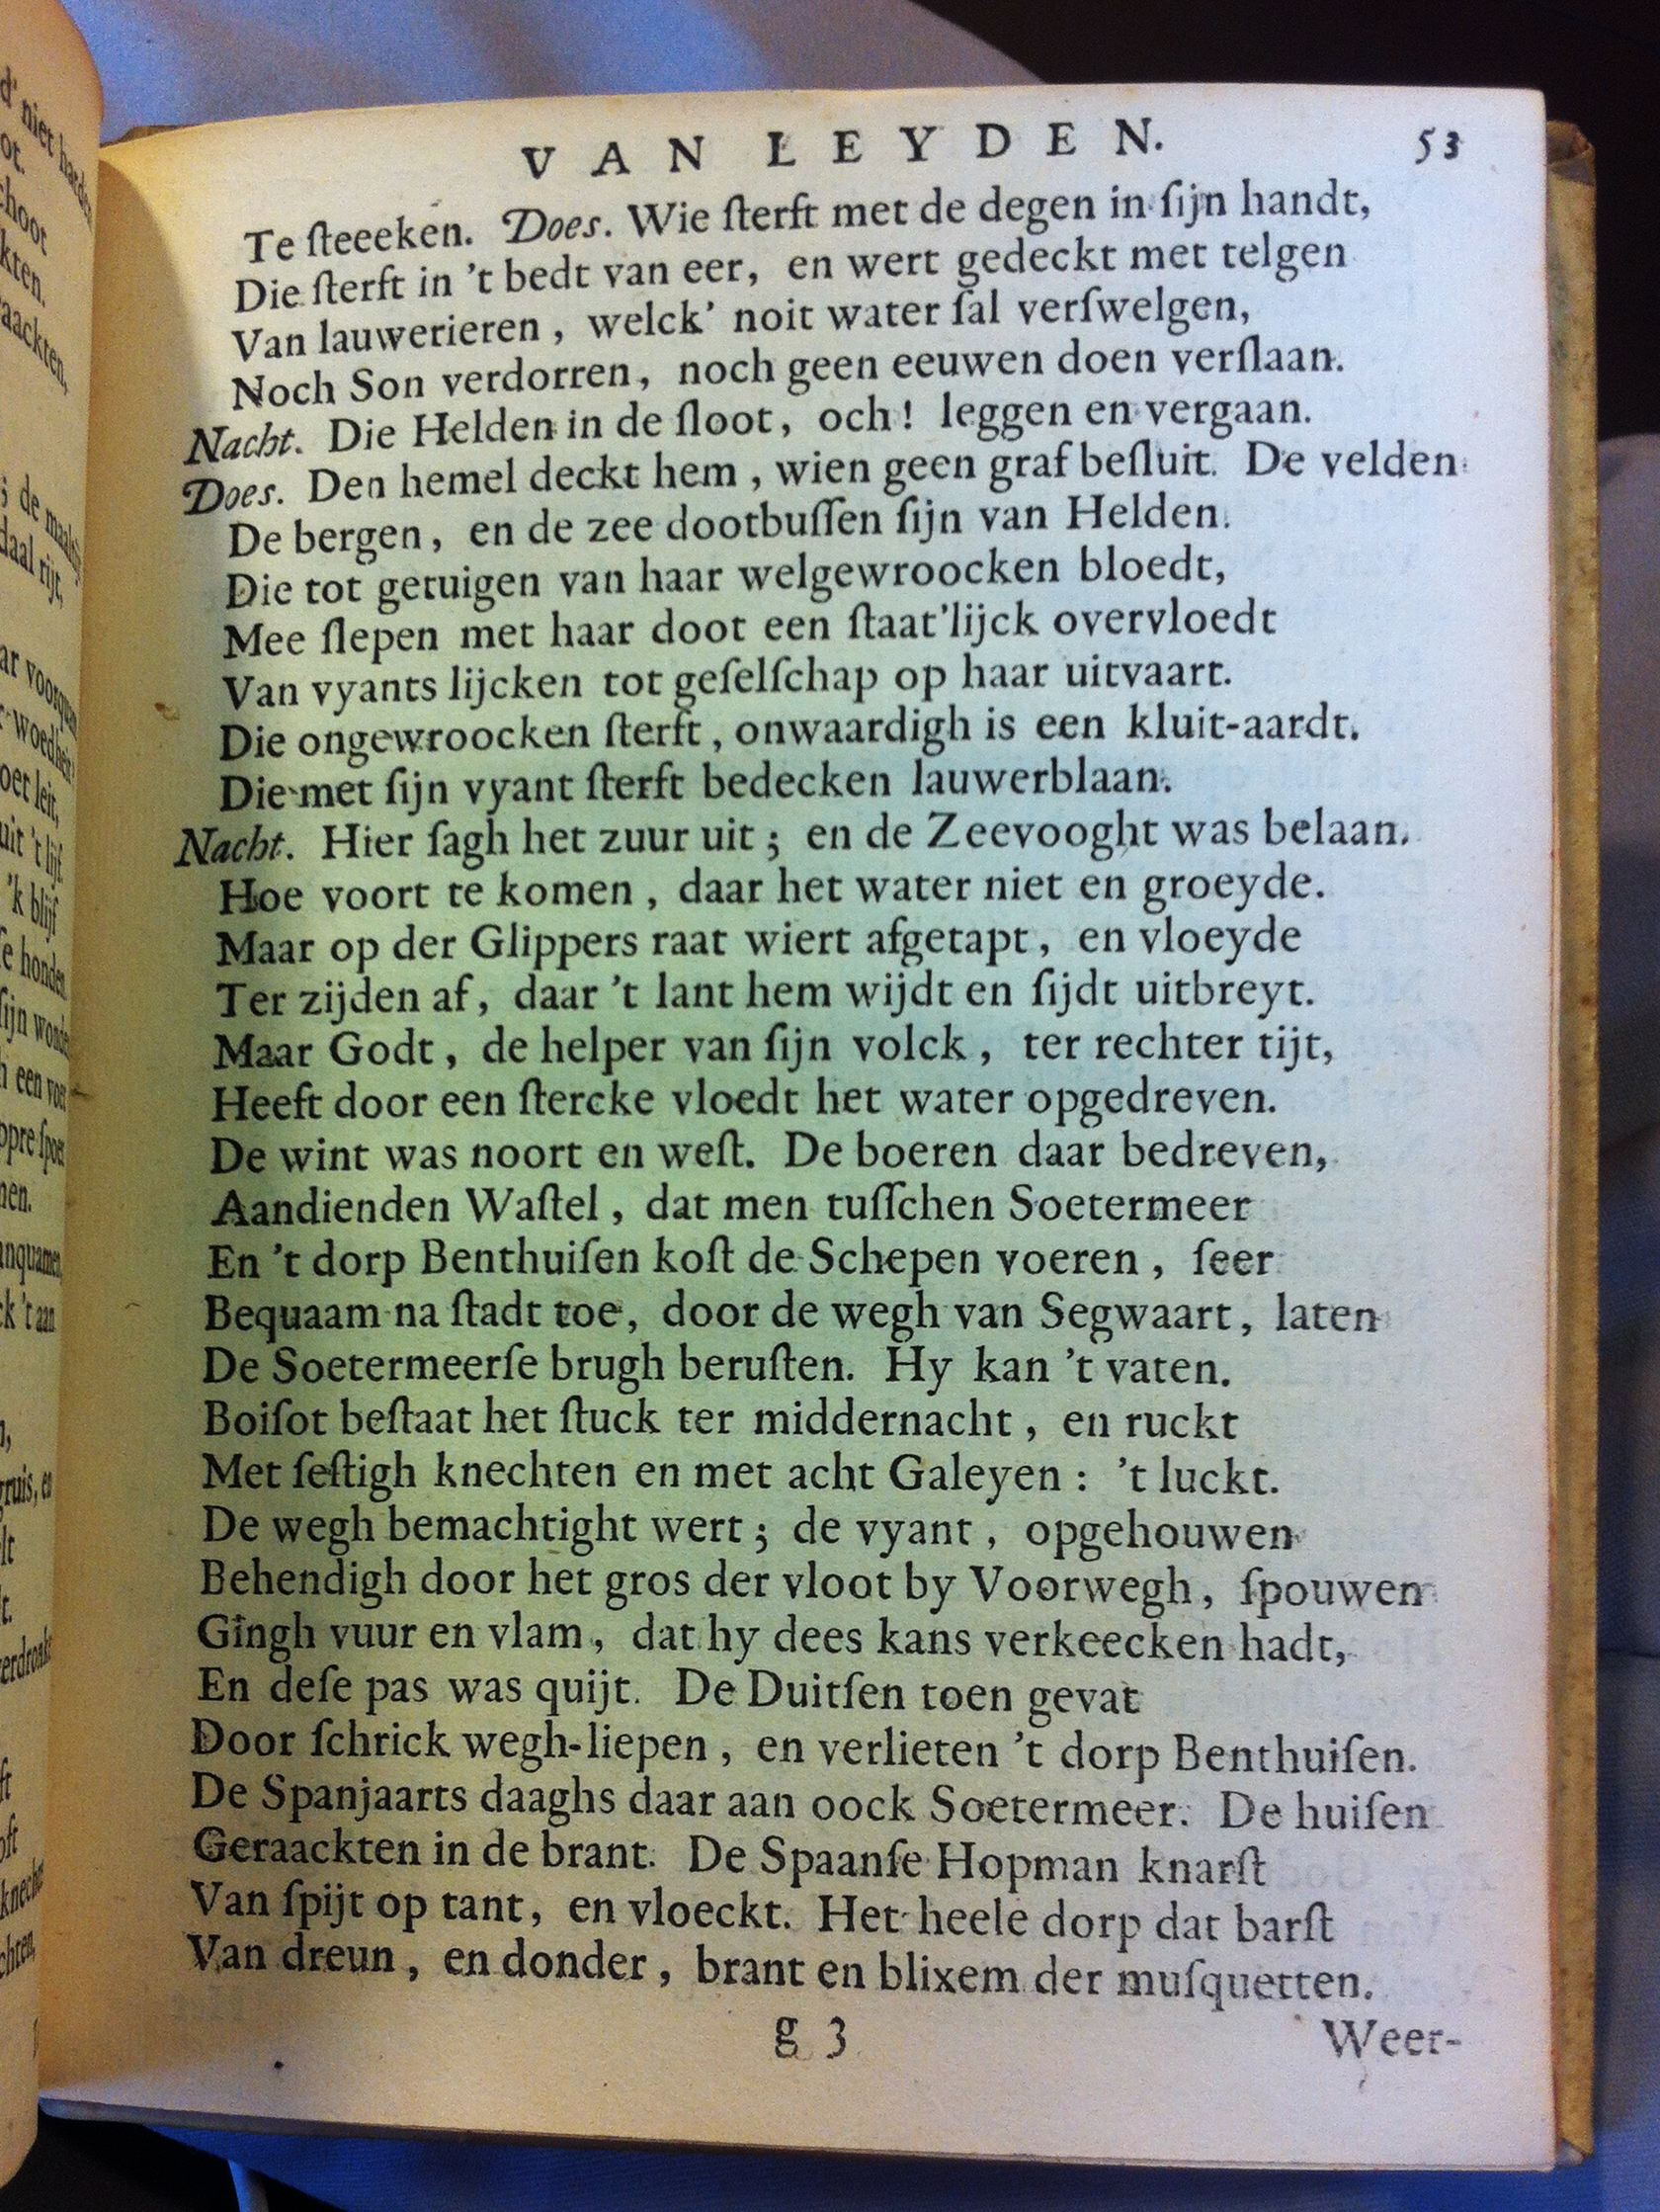 VAN LEYDEN. 53
Te steeeken. Does. Wie ſterft met de degen in ſijn handt,
Die ſterft in 't bedt van eer, en wert gedeckt met telgen
Van lauwerieren, welck' noit water ſal verſwelgen,
Noch Son verdorren, noch geen eeuwen doen verſlaan.
Nacht. Die Helden in de ſloot, och! leggen en vergaan.
Does. Den hemel deckt hem, wien geen graf beſluit. De velden
De bergen, en de zee dootbuſſen ſijn van Helden.
Die tot getuigen van haar welgewroocken bloedt,
Mee ſlepen met haar doot een ſtaat'lijck overvloedt
Van vyants lijcken tot geſelſchap op haar uitvaart.
Die ongewroocken ſterft, onwaardigh is een kluit-aardt.
Die met ſijn vyant ſterft bedecken lauwerblaan.
Nacht. Hier ſagh het zuur uit; en de Zeevooght was belaan.
Hoe voort te komen, daar het water niet en groeyde.
Maar op der Glippers raat wiert afgetapt, en vloeyde
Ter zijden af, daar 't lant hem wijdt en ſijdt uitbreyt.
Maar Godt, de helper van ſijn volck, ter rechter tijt,
Heeft door een ſtercke vloedt het water opgedreven.
De wint was noort en weſt. De boeren daar bedreven,
Aandienden Waſtel, dat men tuſſchen Soetermeer
En 't dorp Benthuiſen koſt de Schepen voeren, ſeer
Bequaam na ſtadt toe, door de wegh van Segwaart, laten
De Soetermeerſe brugh beruſten. Hy kan 't vaten.
Boiſot beſtaat het ſtuck ter middernacht, en ruckt
Met ſeſtigh knechten en met acht Galeyen: 't luckt.
De wegh bemachtight wert; de vyant, opgehouwen
Behendigh door het gros der vloot by Voorwegh, ſpouwen
Gingh vuur en vlam, dat hy dees kans verkeecken hadt,
En deſe pas was quijt. De Duitſen toen gevat
Door ſchrick wegh-liepen, en verlieten 't dorp Benthuiſen.
De Spanjaarts daaghs daar aan oock Soetermeer. De huiſen
Geraackten in de brant. De Spaanſe Hopman knarſt
Van ſpijt op tant, en vloeckt. Het heele dorp dat barſt
Van dreun, en donder, brant en blixem der muſquetten.
g 3 Weer-